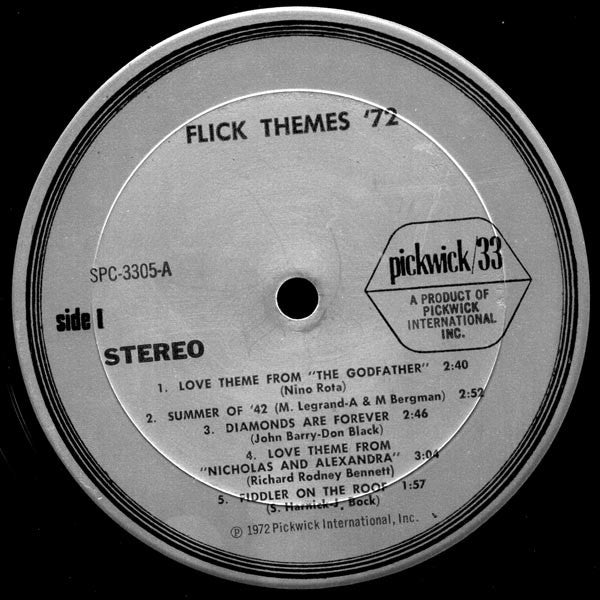 FLICK THEMES '72
SPC-3305-A
pickwick/33
A PRODUCT OF
PICKWICK
INTERNATIONAL
INC.
side 1
STEREO
1. LOVE THEME FROM "THE GODFATHER" 2:40
(Nino Rota)
2. SUMMER OF '42 (M. Legrand-A & M Bergman) 2:52
3. DIAMONDS ARE FOREVER 2:46
(John Barry-Don Black)
4. LOVE THEME FROM
"NICHOLAS AND ALEXANDRA" 3:04
(Richard Rodney Bennett)
5. FIDDLER ON THE ROOF 1:57
(S. Harnick-J. Bock)
℗ 1972 Pickwick International, Inc.